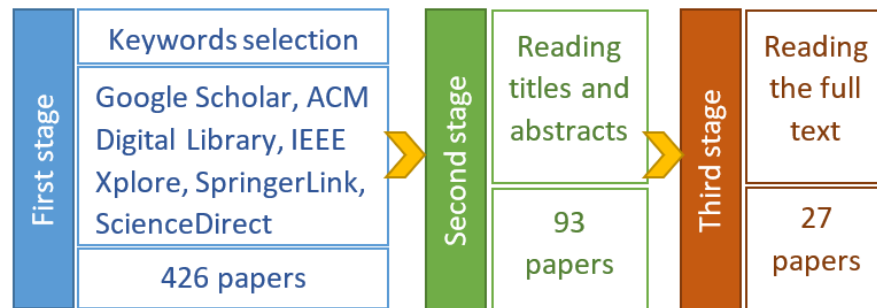 First stage
Keywords selection
Google Scholar, ACM
Digital Library, IEEE
Xplore, SpringerLink,
ScienceDirect
426 papers
Second stage
Reading
titles and
abstracts
93
papers
Third stage
Reading
the full
text
27
papers